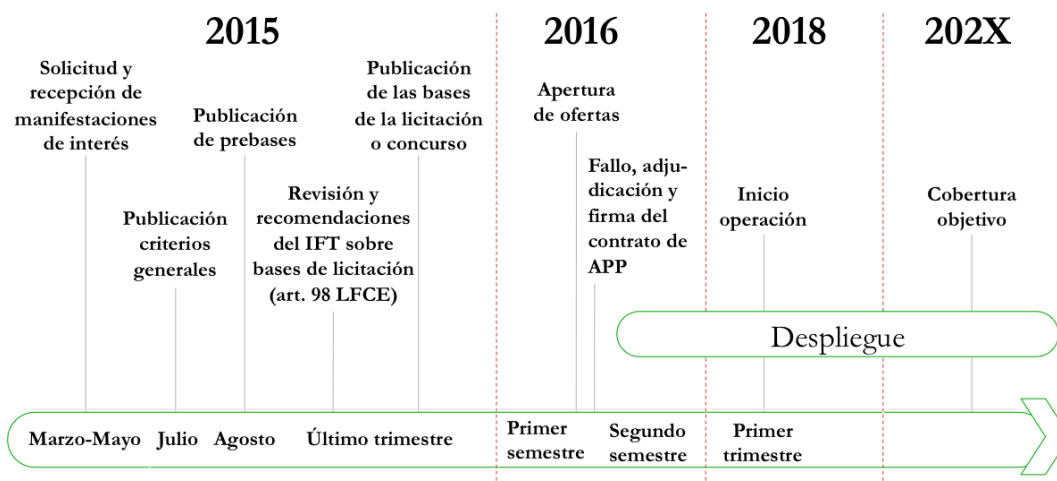 2015
2016
2018
202X
Solicitud y
recepción de
manifestaciones
de interés
Publicación
criterios
generales
Publicación
de prebases
Revisión y
recomendaciones
del IFT sobre
bases de licitación
(art. 98 LFCE)
Publicación
de las bases
de la licitación
o concurso
Apertura
de ofertas
Fallo, adju-
dicación y
firma del
contrato de
APP
Inicio
operación
Cobertura
objetivo
Despliegue
Marzo-Mayo
Julio
Agosto
Último trimestre
Primer
semestre
Segundo
semestre
Primer
trimestre